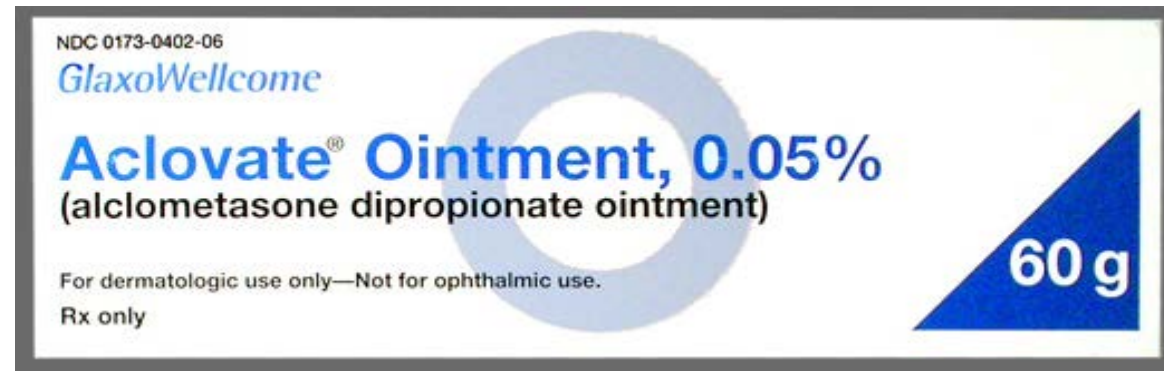 NDC 0173-0402-06
GlaxoWellcome
Aclovate® Ointment, 0.05%
(alclometasone dipropionate ointment)
For dermatologic use only—Not for ophthalmic use.
Rx only
60 g